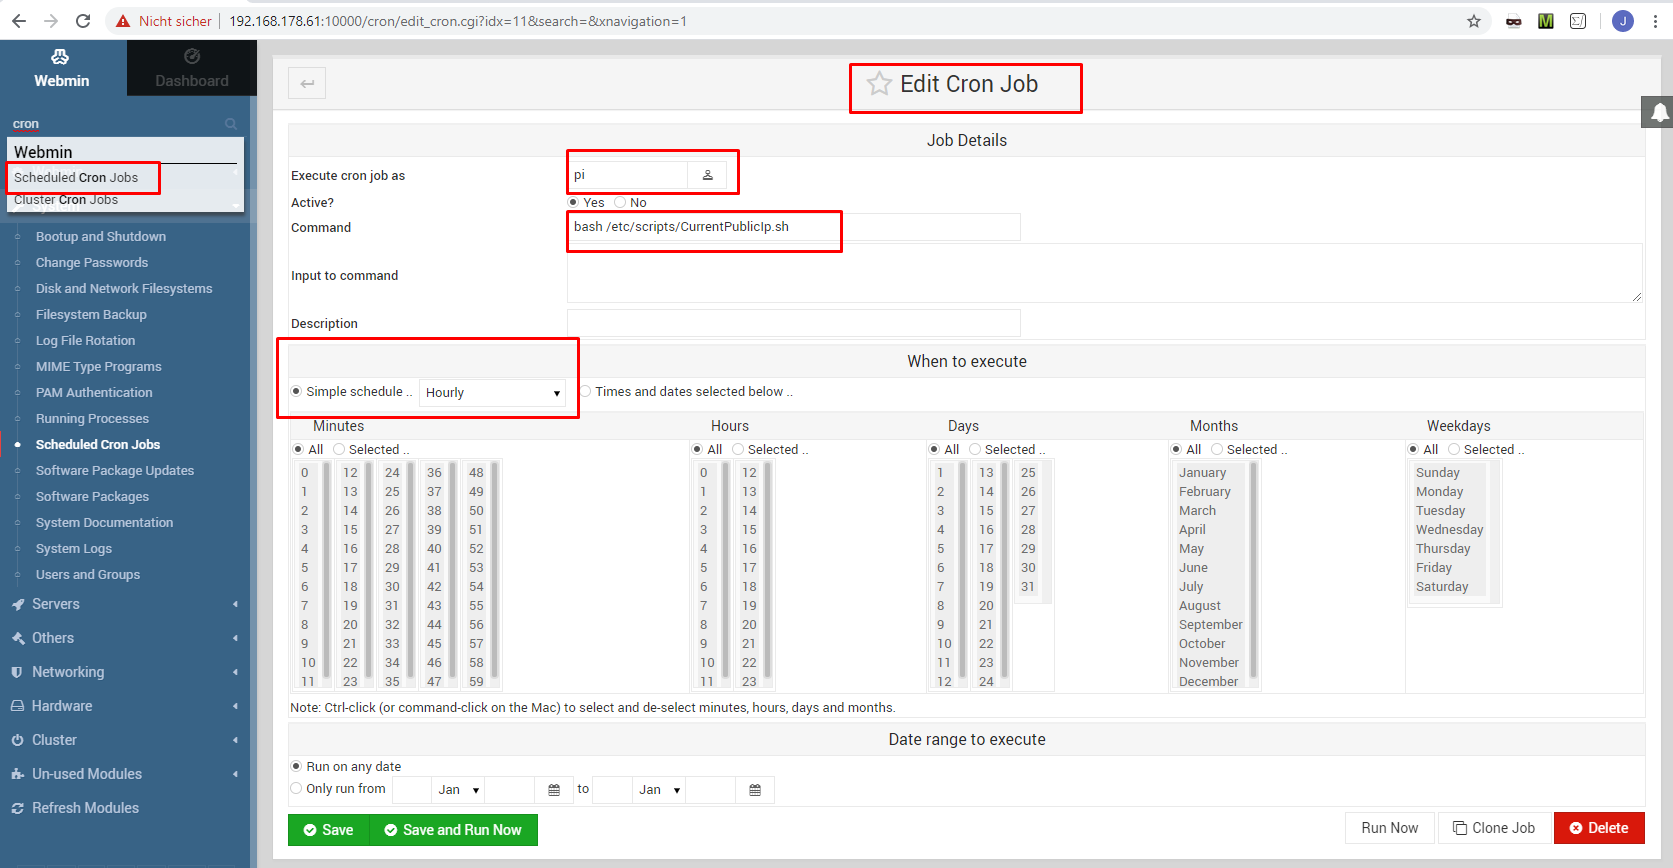 Nicht sicher | 192.168.178.61:10000/cron/edit_cron.cgi?idx=11&search=&xnavigation=1
M
J
Webmin
Dashboard
cron
Webmin
Scheduled Cron Jobs
Cluster Cron Jobs
Bootup and Shutdown
Change Passwords
Disk and Network Filesystems
Filesystem Backup
Log File Rotation
MIME Type Programs
PAM Authentication
Running Processes
Scheduled Cron Jobs
Software Package Updates
Software Packages
System Documentation
System Logs
Users and Groups
Servers
Others
Networking
Hardware
Cluster
Un-used Modules
Refresh Modules
Edit Cron Job
Job Details
Execute cron job as pi
Active? Yes No
Command bash /etc/scripts/CurrentPublicIp.sh
Input to command
Description
When to execute
Simple schedule .. Hourly Times and dates selected below ..
Minutes Hours Days Months Weekdays
All Selected .. All Selected .. All Selected .. All Selected .. All Selected ..
0 12 24 36 48 0 12 1 13 25 January Sunday
1 13 25 37 49 1 13 2 14 26 February Monday
2 14 26 38 50 2 14 3 15 27 March Tuesday
3 15 27 39 51 3 15 4 16 28 April Wednesday
4 16 28 40 52 4 16 5 17 29 May Thursday
5 17 29 41 53 5 17 6 18 30 June Friday
6 18 30 42 54 6 18 7 19 31 July Saturday
7 19 31 43 55 7 19 8 20 August
8 20 32 44 56 8 20 9 21 September
9 21 33 45 57 9 21 10 22 October
10 22 34 46 58 10 22 11 23 November
11 23 35 47 59 11 23 12 24 December
Note: Ctrl-click (or command-click on the Mac) to select and de-select minutes, hours, days and months.
Date range to execute
Run on any date
Only run from Jan to Jan
Save Save and Run Now Run Now Clone Job Delete